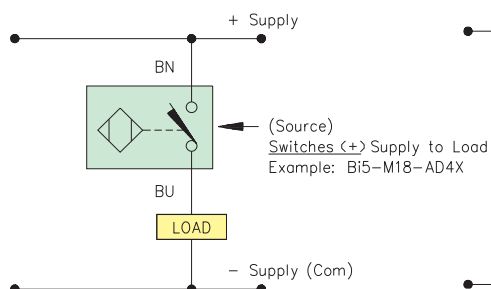 + Supply
BN
(Source)
Switches (+) Supply to Load
Example: Bi5-M18-AD4X
BU
LOAD
- Supply (Com)